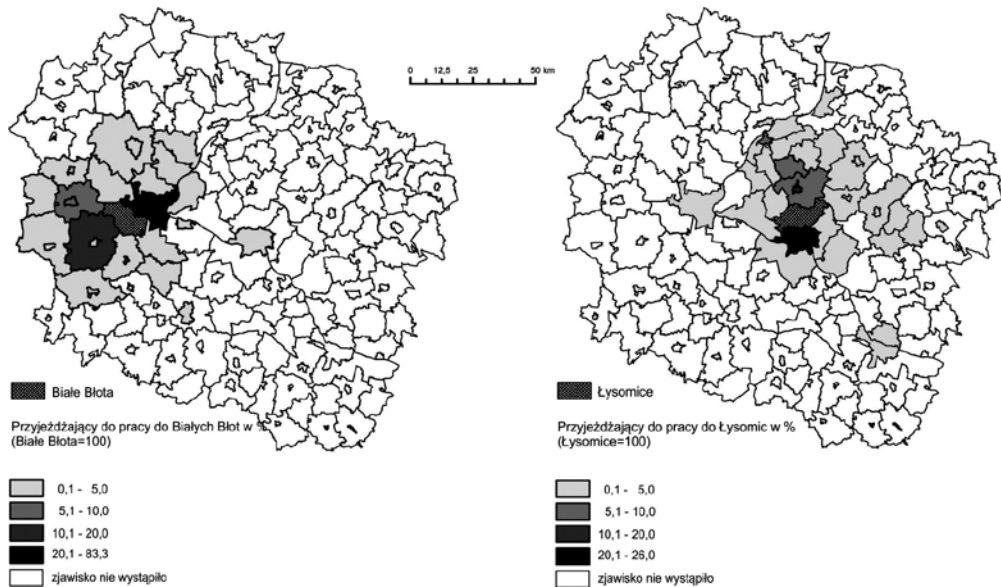 0 12,5 25 50 km
Białe Błota
Przyjeżdżający do pracy do Białych Błot w %
(Białe Błota=100)
0,1 - 5,0
5,1 - 10,0
10,1 - 20,0
20,1 - 83,3
zjawisko nie wystąpiło
Łysomice
Przyjeżdżający do pracy do Łysomic w %
(Łysomice=100)
0,1 - 5,0
5,1 - 10,0
10,1 - 20,0
20,1 - 26,0
zjawisko nie wystąpiło